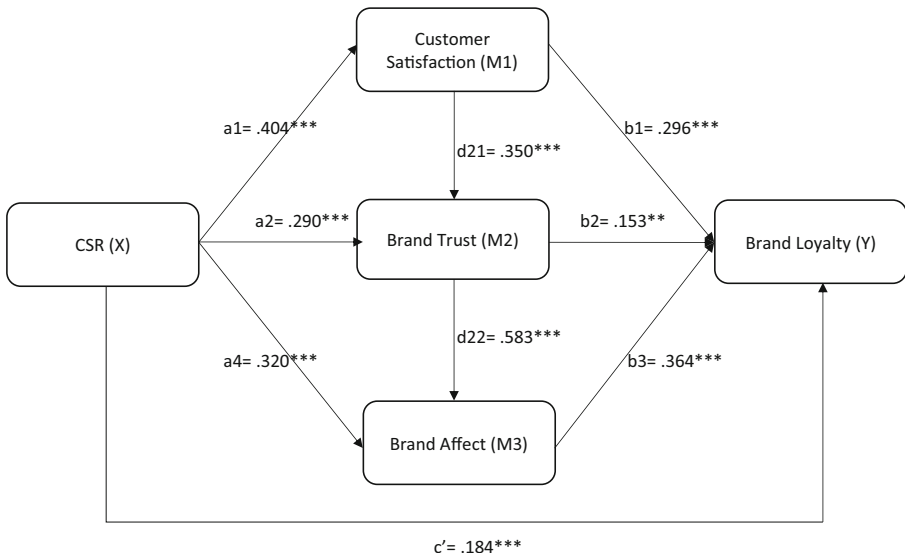 Customer
Satisfaction (M1)
a1= .404***
b1= .296***
d21= .350***
CSR (X)
a2= .290***
Brand Trust (M2)
b2= .153**
Brand Loyalty (Y)
d22= .583***
a4= .320***
b3= .364***
Brand Affect (M3)
c’= .184***